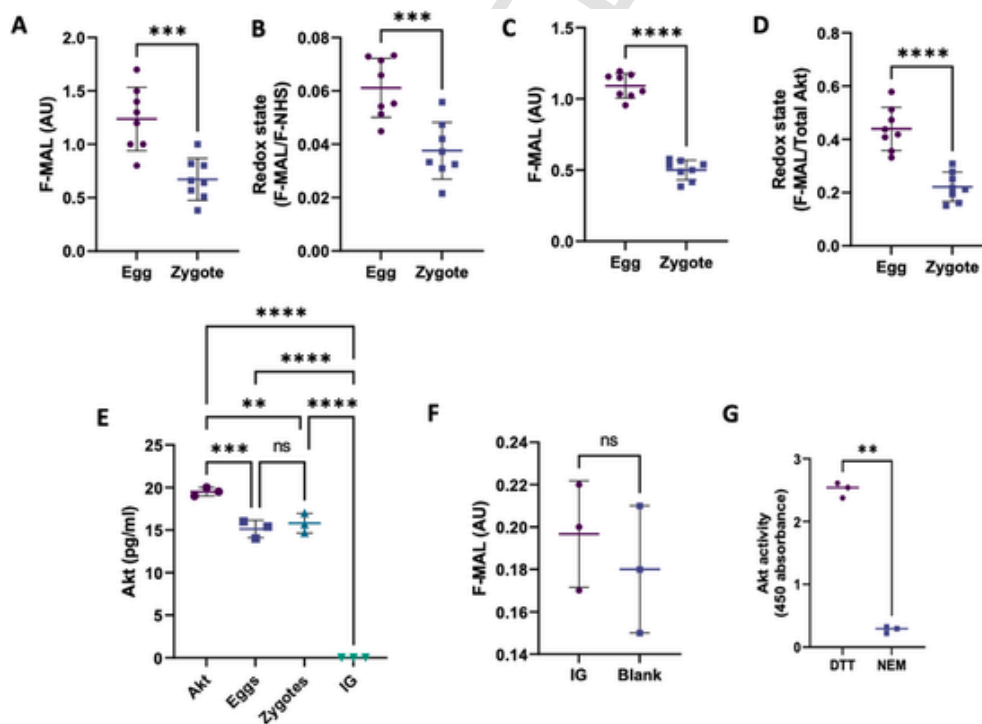 A
***
F-MAL (AU)
2.0
1.5
1.0
0.5
0.0
Egg
Zygote
B
***
Redox state
(F-MAL/F-NHS)
0.08
0.06
0.04
0.02
0.00
Egg
Zygote
C
****
F-MAL (AU)
1.5
1.0
0.5
0.0
Egg
Zygote
D
****
Redox state
(F-MAL/Total Akt)
0.8
0.6
0.4
0.2
0.0
Egg
Zygote
E
****
****
**
****
***
ns
Akt (pg/ml)
25
20
15
10
5
0
Akt
Eggs
Zygotes
IG
F
ns
F-MAL (AU)
0.24
0.22
0.20
0.18
0.16
0.14
IG
Blank
G
**
Akt activity
(450 absorbance)
3
2
1
0
DTT
NEM